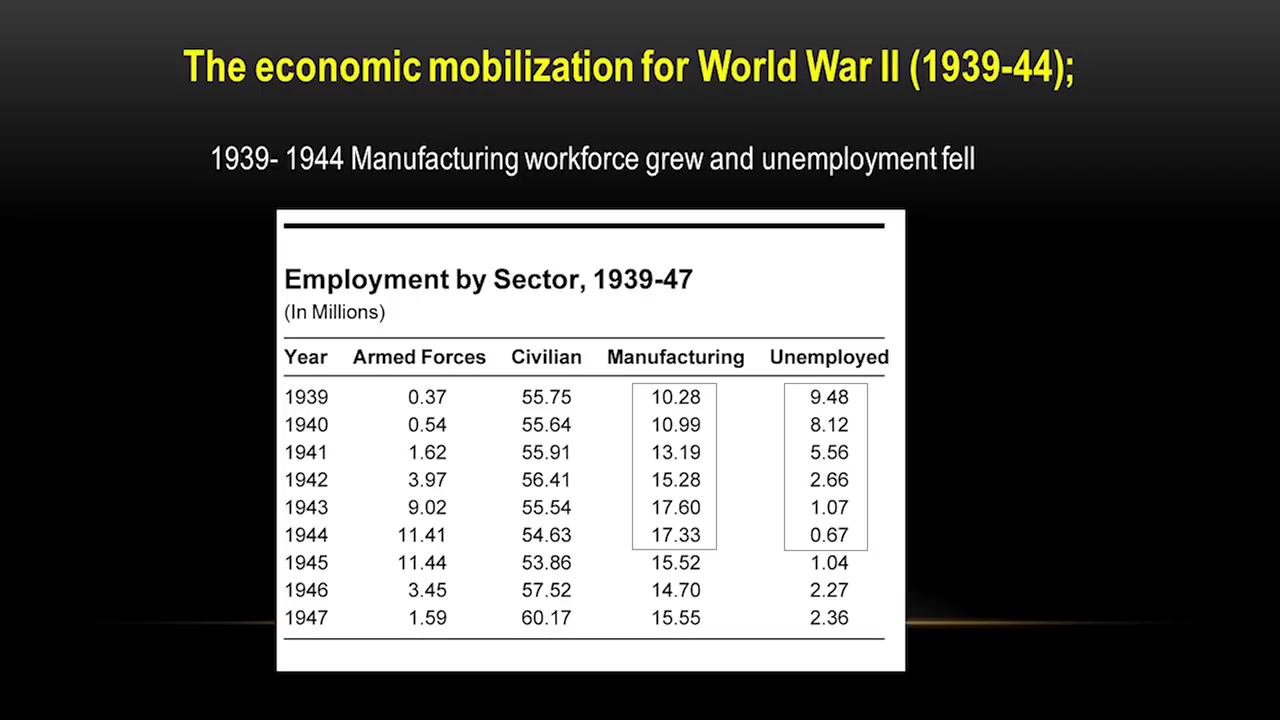 The economic mobilization for World War II (1939-44);
1939- 1944 Manufacturing workforce grew and unemployment fell
Employment by Sector, 1939-47
(In Millions)
Year Armed Forces Civilian Manufacturing Unemployed
1939 0.37 55.75 10.28 9.48
1940 0.54 55.64 10.99 8.12
1941 1.62 55.91 13.19 5.56
1942 3.97 56.41 15.28 2.66
1943 9.02 55.54 17.60 1.07
1944 11.41 54.63 17.33 0.67
1945 11.44 53.86 15.52 1.04
1946 3.45 57.52 14.70 2.27
1947 1.59 60.17 15.55 2.36